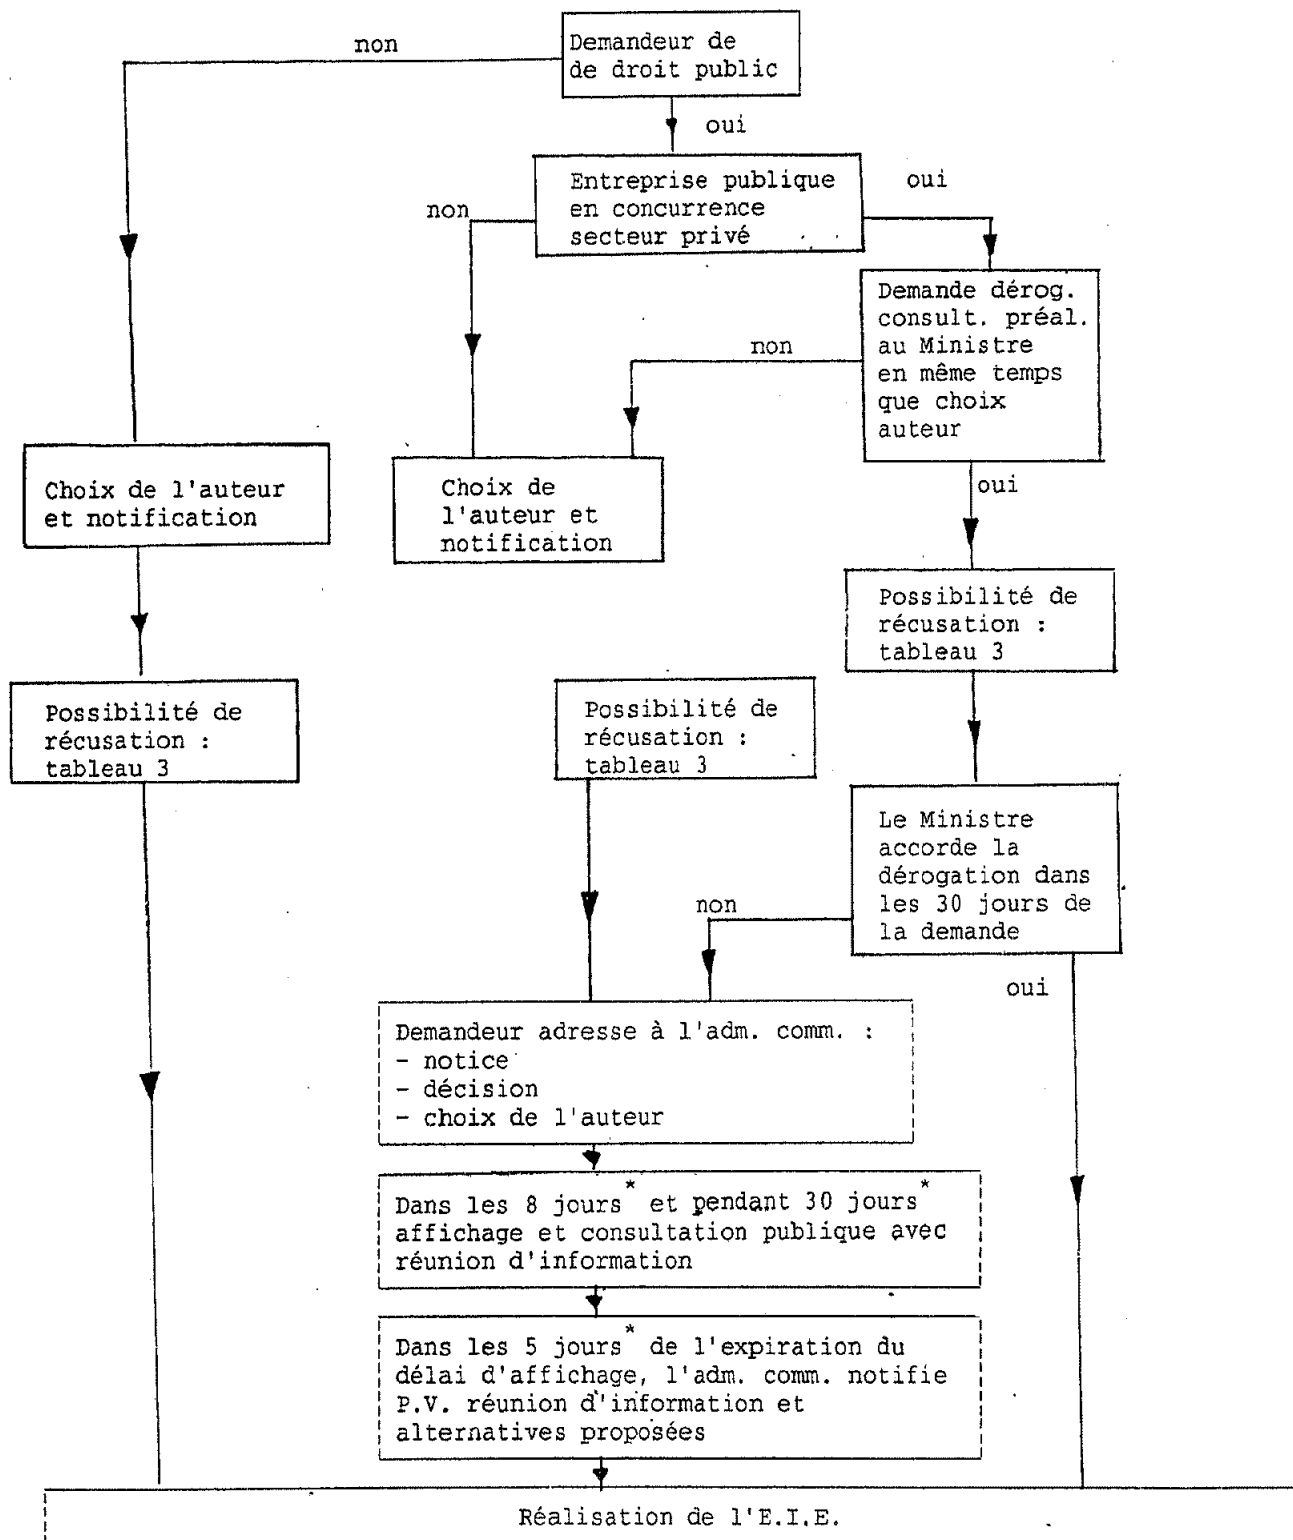 non
Demandeur de
de droit public
oui
Entreprise publique
en concurrence
secteur privé
oui
non
Demande dérog.
consult. préal.
au Ministre
en même temps
que choix
auteur
non
oui
Choix de l'auteur
et notification
Choix de
l'auteur et
notification
Possibilité de
récusation :
tableau 3
Possibilité de
récusation :
tableau 3
Possibilité de
récusation :
tableau 3
Le Ministre
accorde la
dérogation dans
les 30 jours de
la demande
non
oui
Demandeur adresse à l'adm. comm. :
- notice
- décision
- choix de l'auteur
Dans les 8 jours* et pendant 30 jours*
affichage et consultation publique avec
réunion d'information
Dans les 5 jours* de l'expiration du
délai d'affichage, l'adm. comm. notifie
P.V. réunion d'information et
alternatives proposées
Réalisation de l'E.I.E.